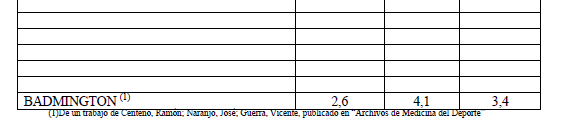 BADMINGTON (1) 2,6 4,1 3,4
(1)De un trabajo de Centeno, Ramón; Naranjo, José; Guerra, Vicente, publicado en "Archivos de Medicina del Deporte"